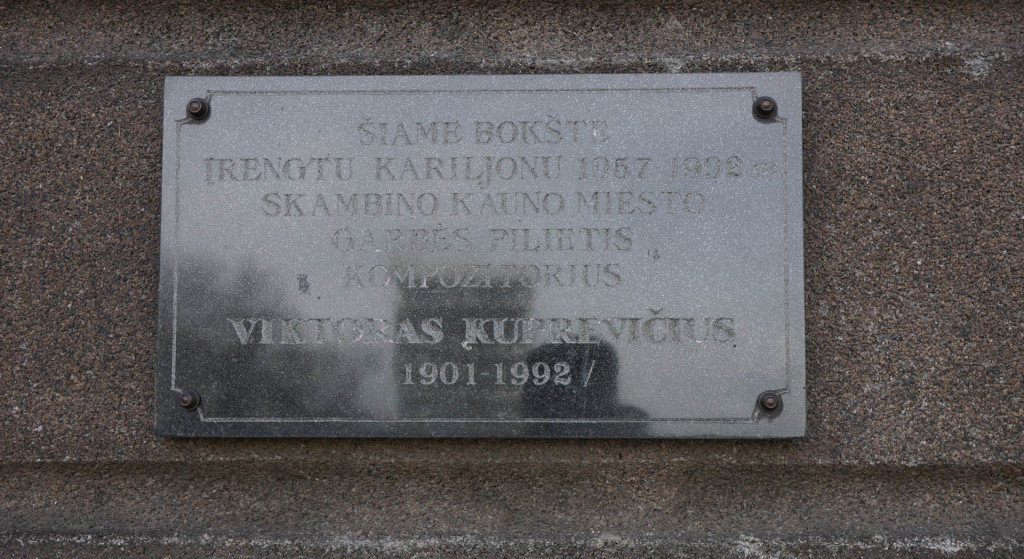 ŠIAME BOKŠTE
ĮRENGTU KARILJONU 1957 1992
SKAMBINO KAUNO MIESTO
GARBĖS PILIETIS
KOMPOZITORIUS
VIKTORAS KUPREVIČIUS
1901-1992